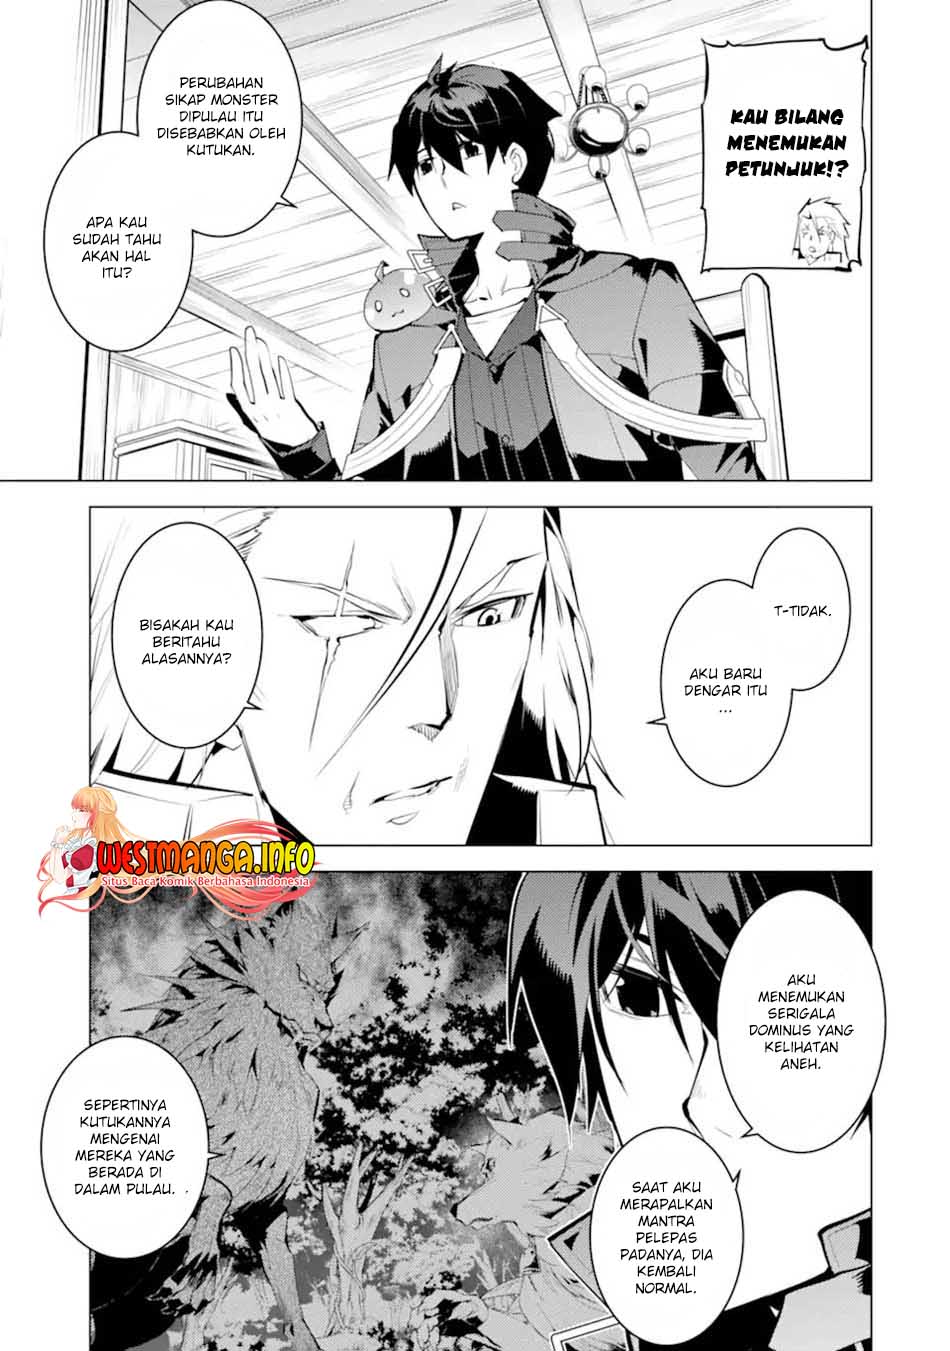 KAU BILANG
MENEMUKAN
PETUNJUK!?
PERUBAHAN
SIKAP MONSTER
DIPULAU ITU
DISEBABKAN OLEH
KUTUKAN.
APA KAU
SUDAH TAHU
AKAN HAL
ITU?
T-TIDAK.
AKU BARU
DENGAR ITU
...
BISAKAH KAU
BERITAHU
ALASANNYA?
WESTMANGA.INFO
Situs Baca Komik Berbahasa Indonesia
AKU
MENEMUKAN
SERIGALA
DOMINUS YANG
KELIHATAN
ANEH.
SAAT AKU
MERAPALKAN
MANTRA
PELEPAS
PADANYA, DIA
KEMBALI
NORMAL.
SEPERTINYA
KUTUKANNYA
MENGENAI
MEREKA YANG
BERADA DI
DALAM PULAU.